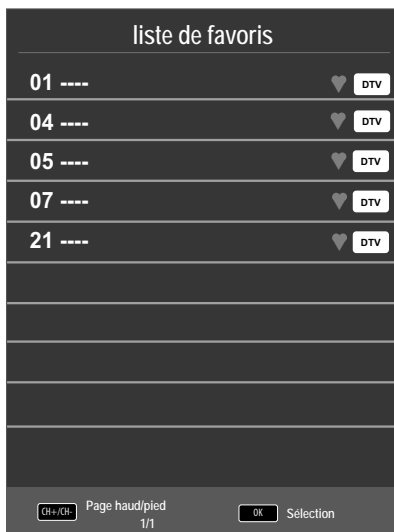 liste de favoris
01 ---- DTV
04 ---- DTV
05 ---- DTV
07 ---- DTV
21 ---- DTV
CH+/CH- Page haud/pied OK Sélection
1/1